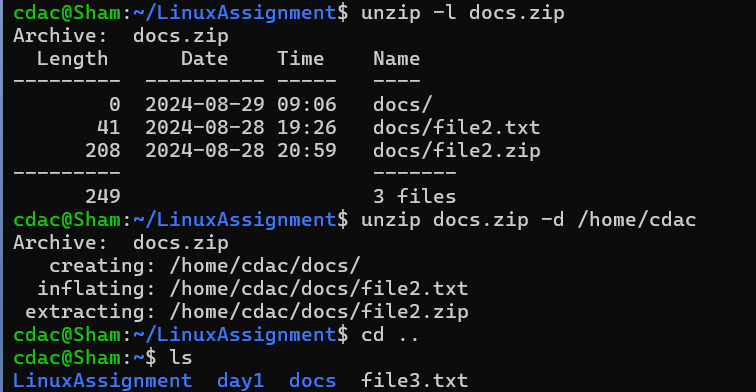 cdac@Sham:~/LinuxAssignment$ unzip -l docs.zip
Archive:  docs.zip
  Length      Date    Time    Name
---------  ---------- -----   ----
        0  2024-08-29 09:06   docs/
       41  2024-08-28 19:26   docs/file2.txt
      208  2024-08-28 20:59   docs/file2.zip
---------                     -------
      249                     3 files
cdac@Sham:~/LinuxAssignment$ unzip docs.zip -d /home/cdac
Archive:  docs.zip
   creating: /home/cdac/docs/
  inflating: /home/cdac/docs/file2.txt
 extracting: /home/cdac/docs/file2.zip
cdac@Sham:~/LinuxAssignment$ cd ..
cdac@Sham:~$ ls
LinuxAssignment  day1  docs  file3.txt